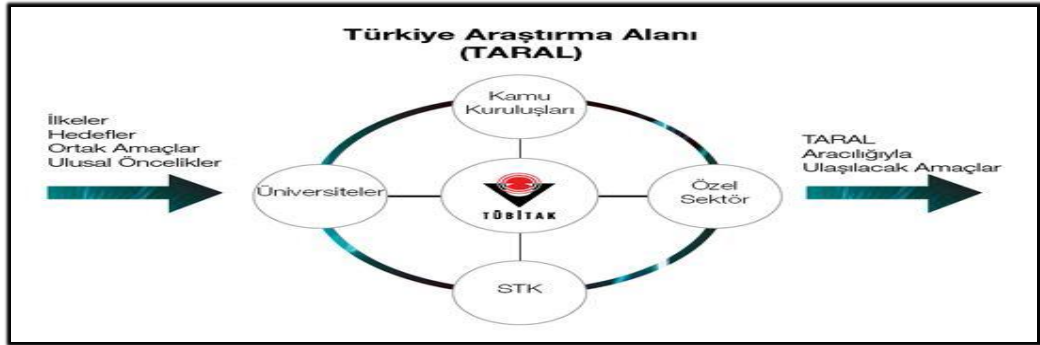 Türkiye Araştırma Alanı
(TARAL)
Kamu
Kuruluşları
İlkeler
Hedefler
Ortak Amaçlar
Ulusal Öncelikler
Üniversiteler
TÜBİTAK
Özel
Sektör
TARAL
Aracılığıyla
Ulaşılacak Amaçlar
STK